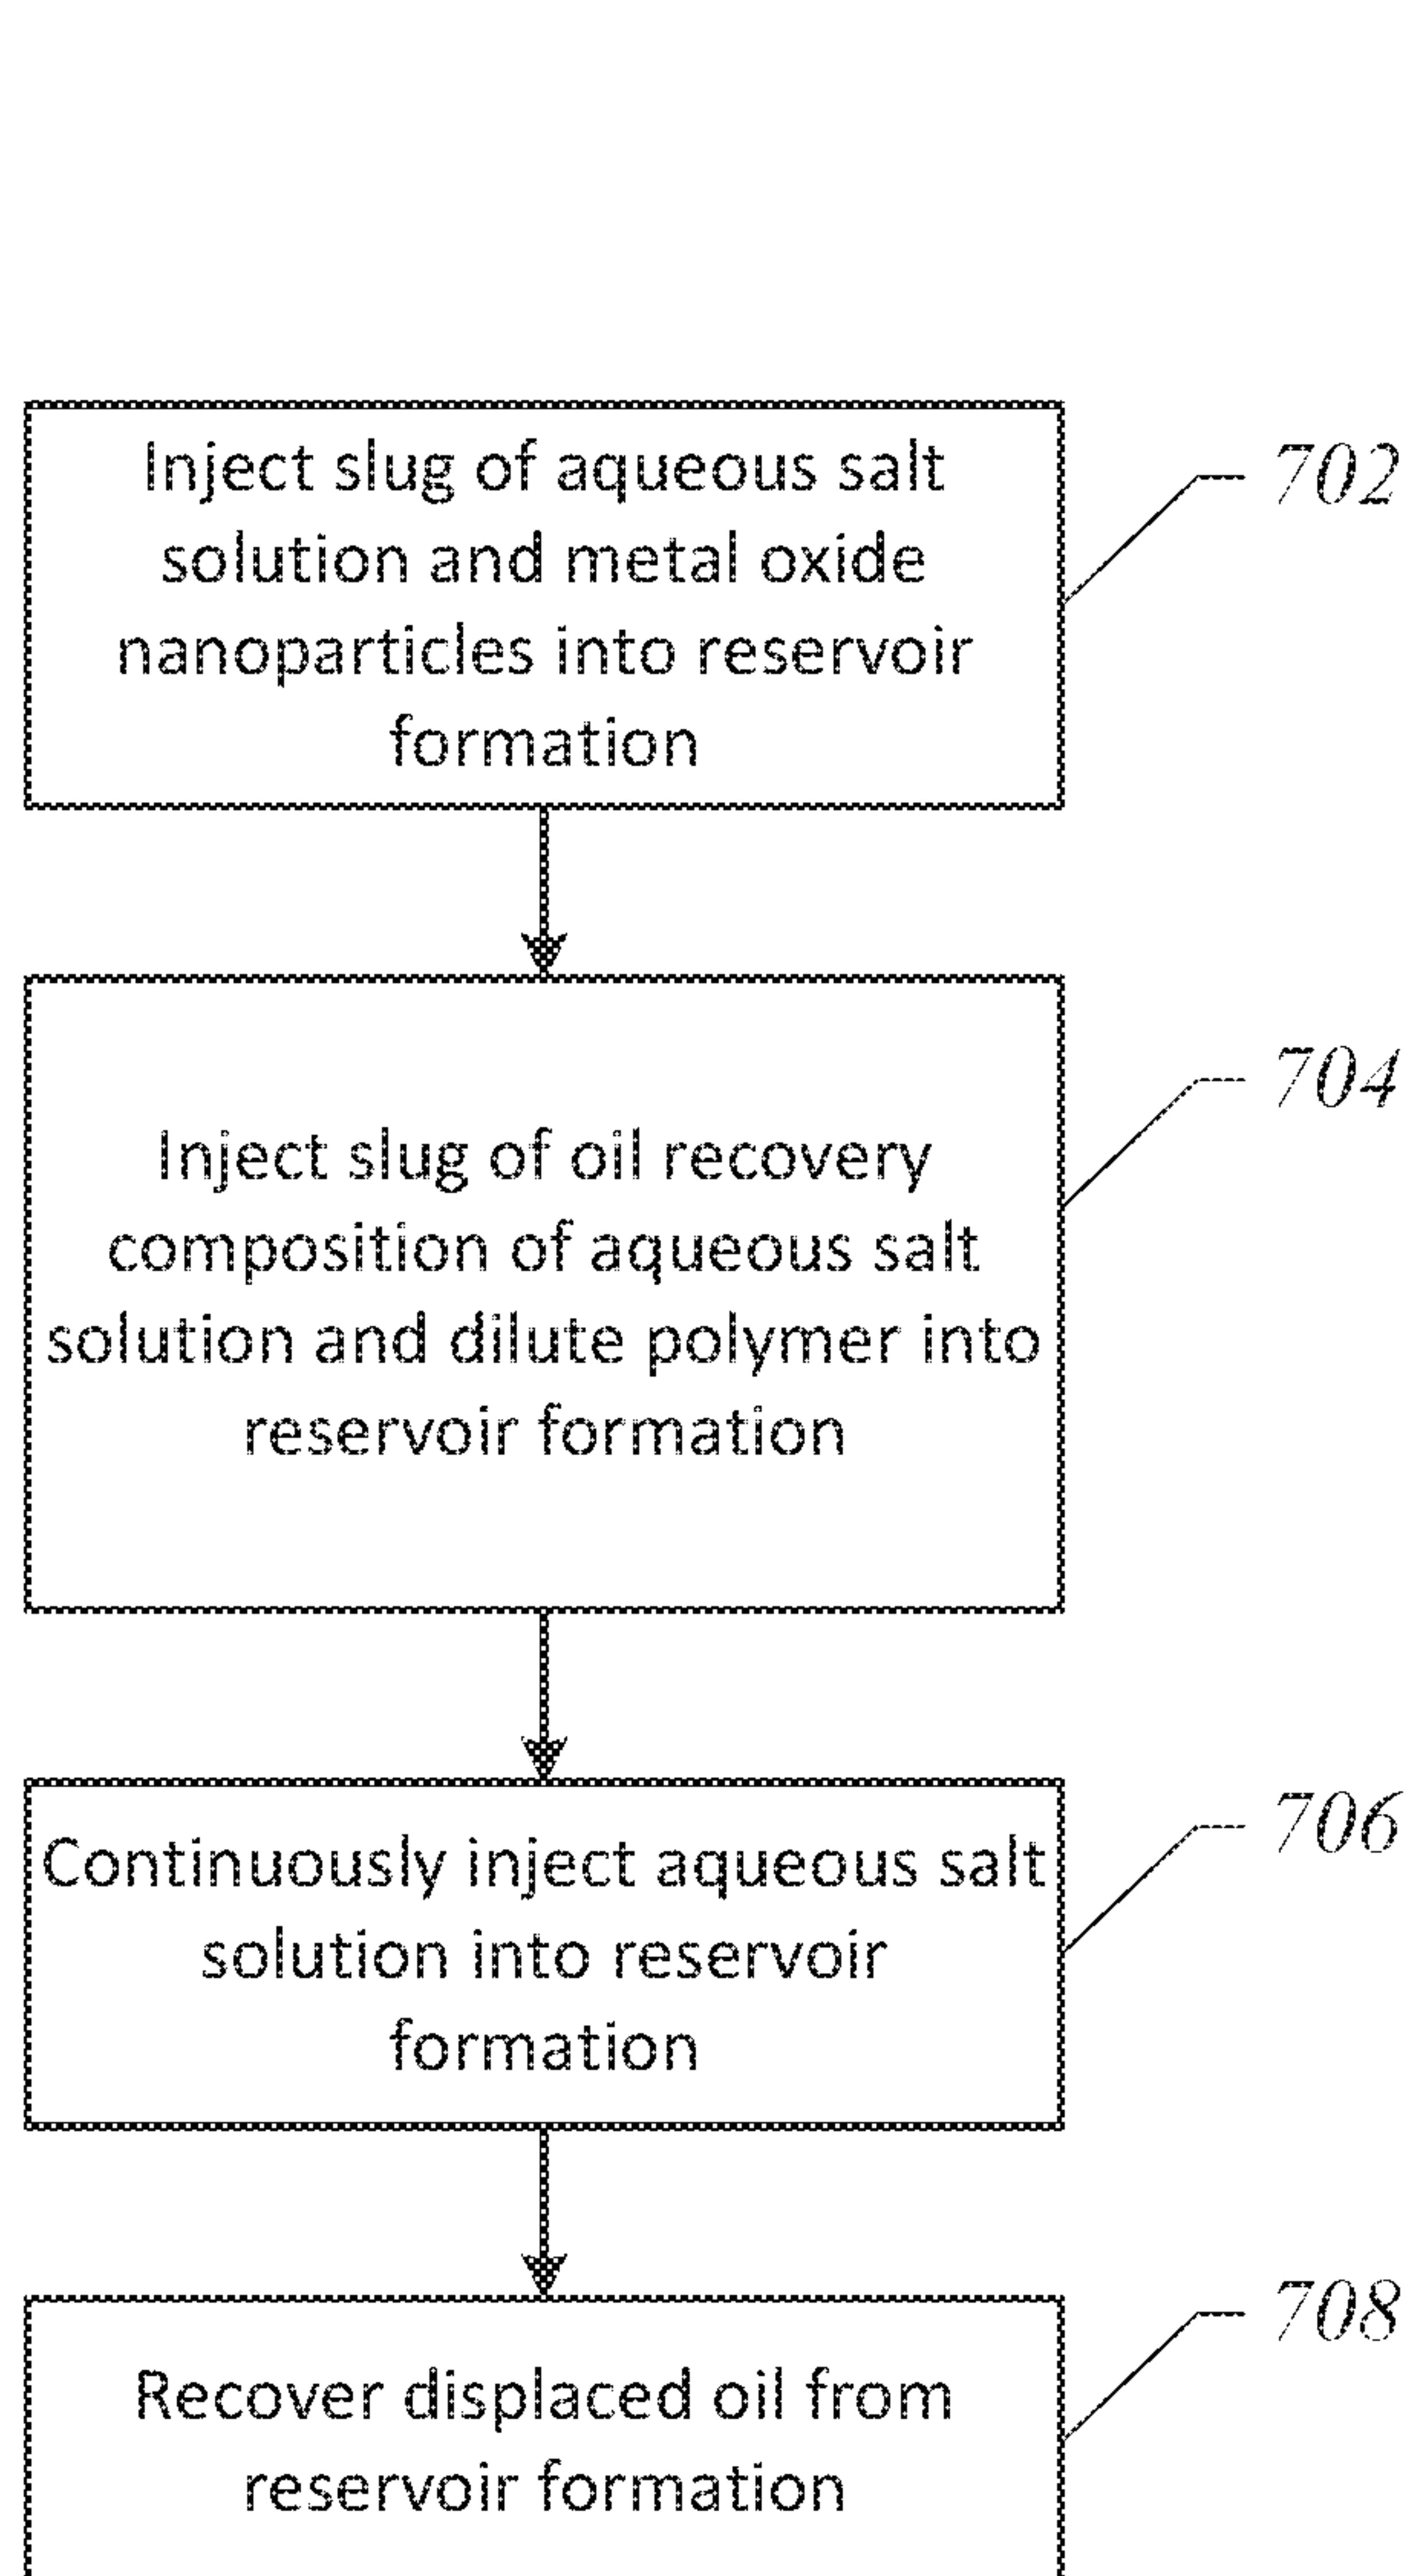 Inject slug of aqueous salt
702
solution and metal oxide
nanoparticles into reservoir
formation
704
Inject slug of oil recovery
composition of aqueous salt
solution and dilute polymer into
reservoir formation
706
Continuously inject aqueous salt
solution into reservoir
formation
708
Recover displaced oil from
reservoir formation